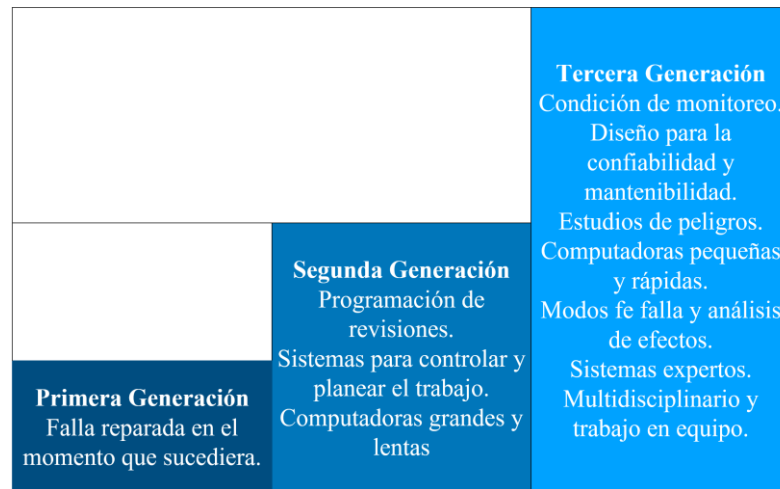 Primera Generación
Falla reparada en el
momento que sucediera.
Segunda Generación
Programación de
revisiones.
Sistemas para controlar y
planear el trabajo.
Computadoras grandes y
lentas
Tercera Generación
Condición de monitoreo.
Diseño para la
confiabilidad y
mantenibilidad.
Estudios de peligros.
Computadoras pequeñas
y rápidas.
Modos fe falla y análisis
de efectos.
Sistemas expertos.
Multidisciplinario y
trabajo en equipo.